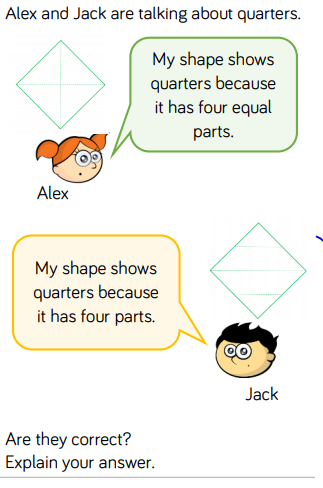 Alex and Jack are talking about quarters.
My shape shows
quarters because
it has four equal
parts.
Alex
My shape shows
quarters because
it has four parts.
Jack
Are they correct?
Explain your answer.